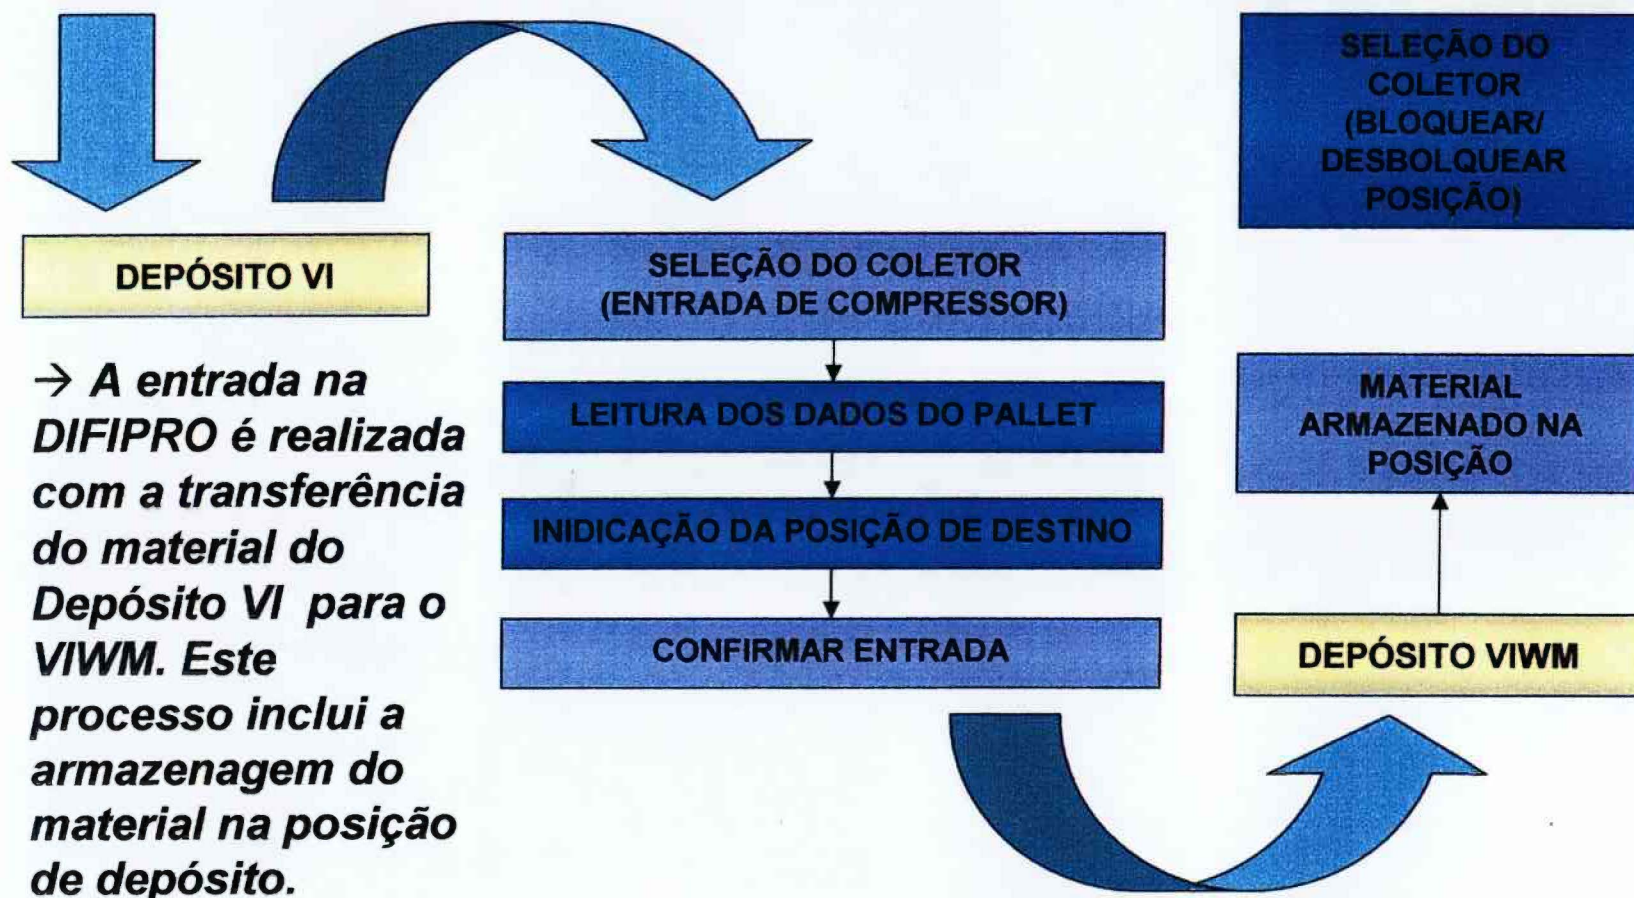 DEPÓSITO VI
→ A entrada na
DIFIPRO é realizada
com a transferência
do material do
Depósito VI para o
VIWM. Este
processo inclui a
armazenagem do
material na posição
de depósito.
SELEÇÃO DO COLETOR
(ENTRADA DE COMPRESSOR)
LEITURA DOS DADOS DO PALLET
INIDICAÇÃO DA POSIÇÃO DE DESTINO
CONFIRMAR ENTRADA
SELEÇÃO DO
COLETOR
(BLOQUEAR/
DESBOLQUEAR
POSIÇÃO)
MATERIAL
ARMAZENADO NA
POSIÇÃO
DEPÓSITO VIWM